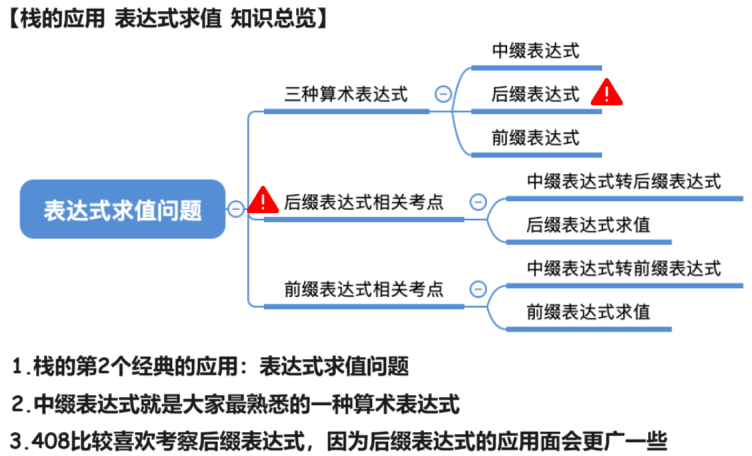 【栈的应用 表达式求值 知识总览】
表达式求值问题
三种算术表达式
中缀表达式
后缀表达式
前缀表达式
后缀表达式相关考点
中缀表达式转后缀表达式
后缀表达式求值
前缀表达式相关考点
中缀表达式转前缀表达式
前缀表达式求值
1.栈的第2个经典的应用：表达式求值问题
2.中缀表达式就是大家最熟悉的一种算术表达式
3.408比较喜欢考察后缀表达式，因为后缀表达式的应用面会更广一些